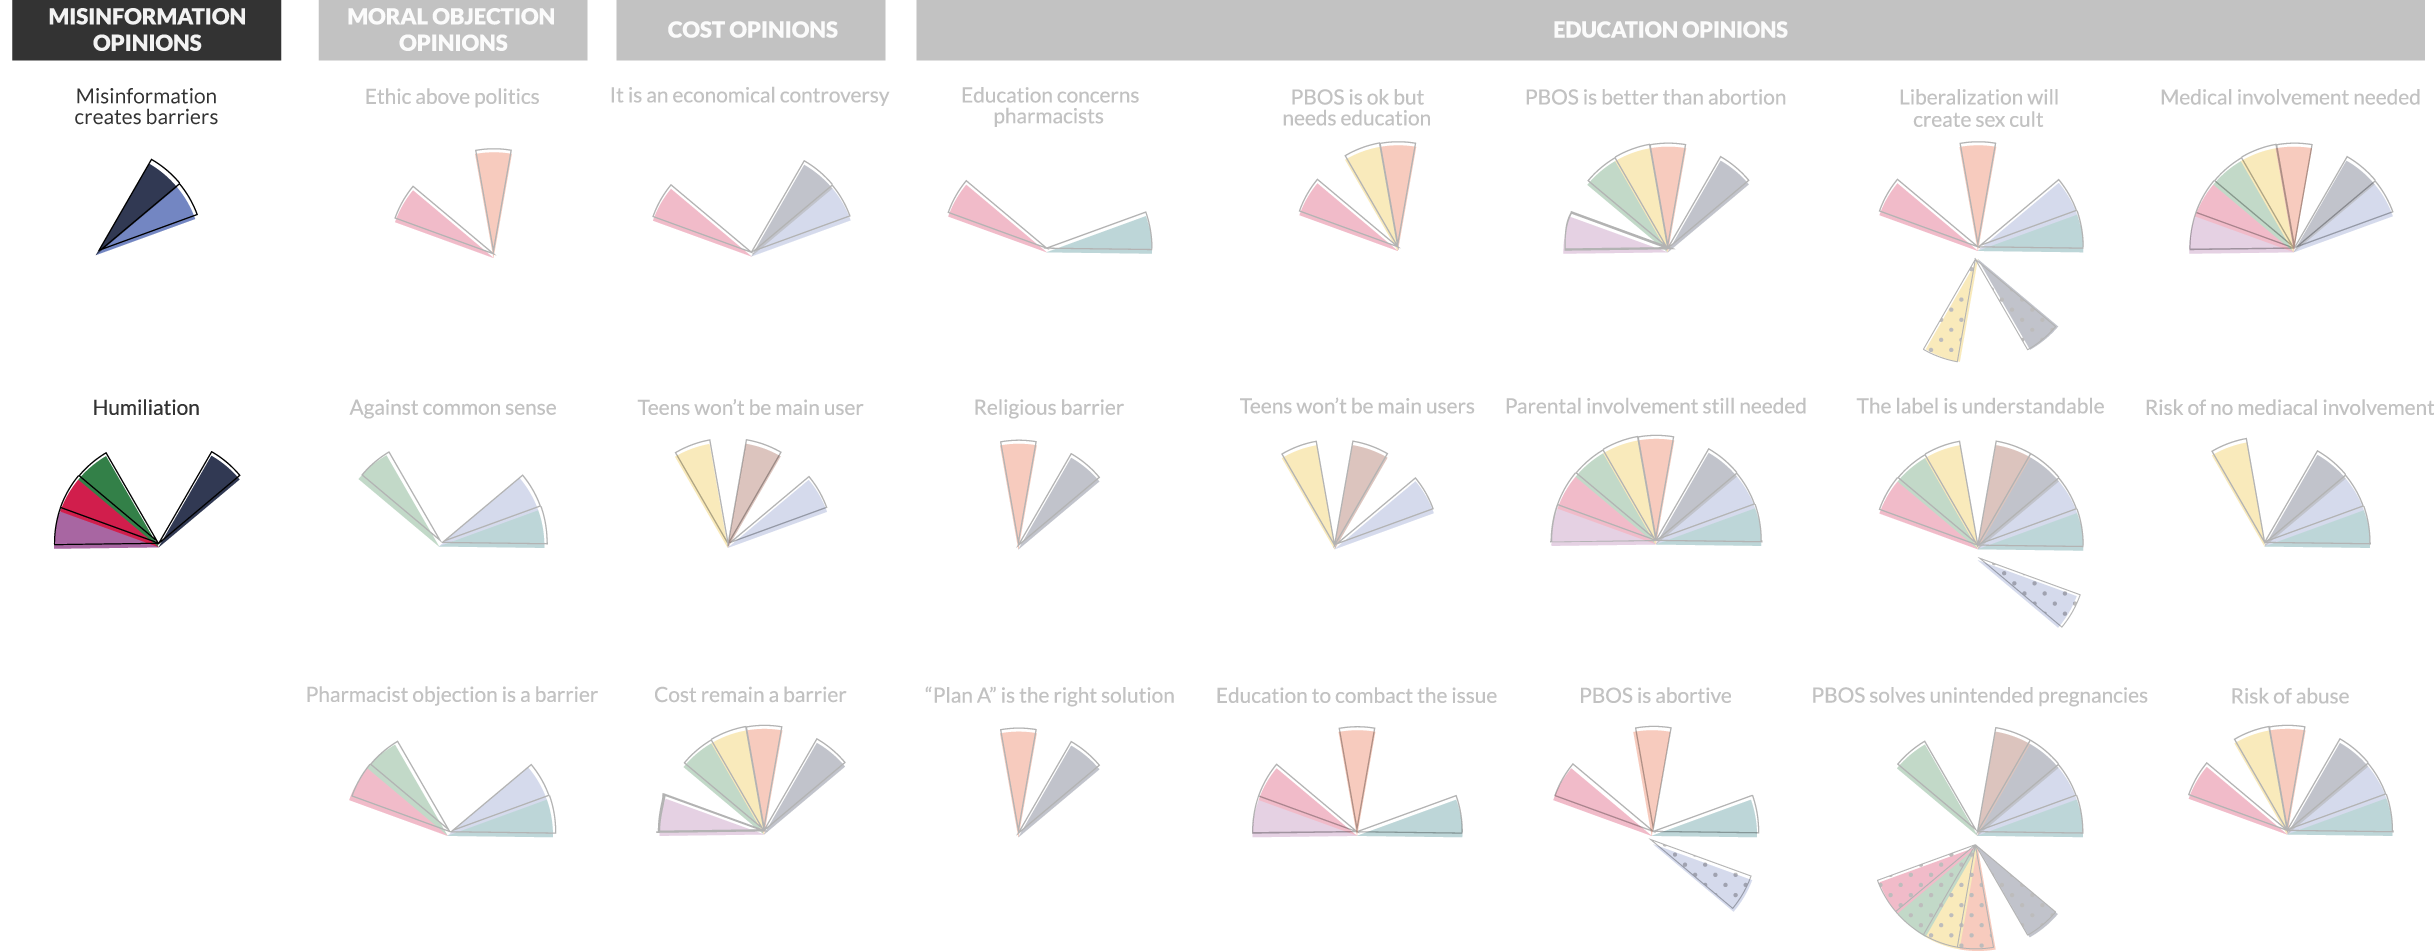 MISINFORMATION
OPINIONS
MORAL OBJECTION
OPINIONS
COST OPINIONS
EDUCATION OPINIONS
Misinformation
creates barriers
Ethic above politics
It is an economical controversy
Education concerns
pharmacists
PBOS is ok but
needs education
PBOS is better than abortion
Liberalization will
create sex cult
Medical involvement needed
Humiliation
Against common sense
Teens won't be main user
Religious barrier
Teens won't be main users
Parental involvement still needed
The label is understandable
Risk of no mediacal involvement
Pharmacist objection is a barrier
Cost remain a barrier
“Plan A” is the right solution
Education to combact the issue
PBOS is abortive
PBOS solves unintended pregnancies
Risk of abuse